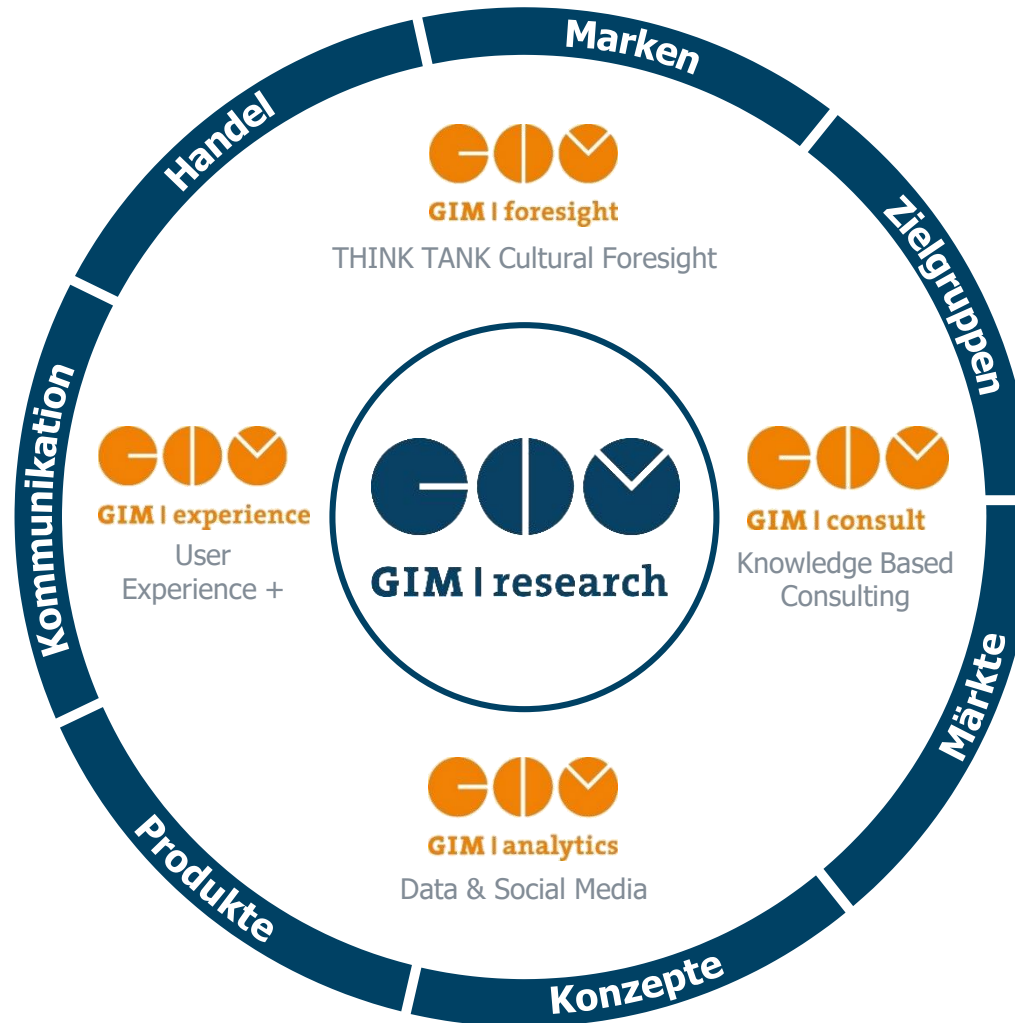 Marken
Handel
Zielgruppen
GIM | foresight
THINK TANK Cultural Foresight
Kommunikation
GIM | experience
User
Experience +
GIM | research
GIM | consult
Knowledge Based
Consulting
Märkte
GIM | analytics
Data & Social Media
Produkte
Konzepte